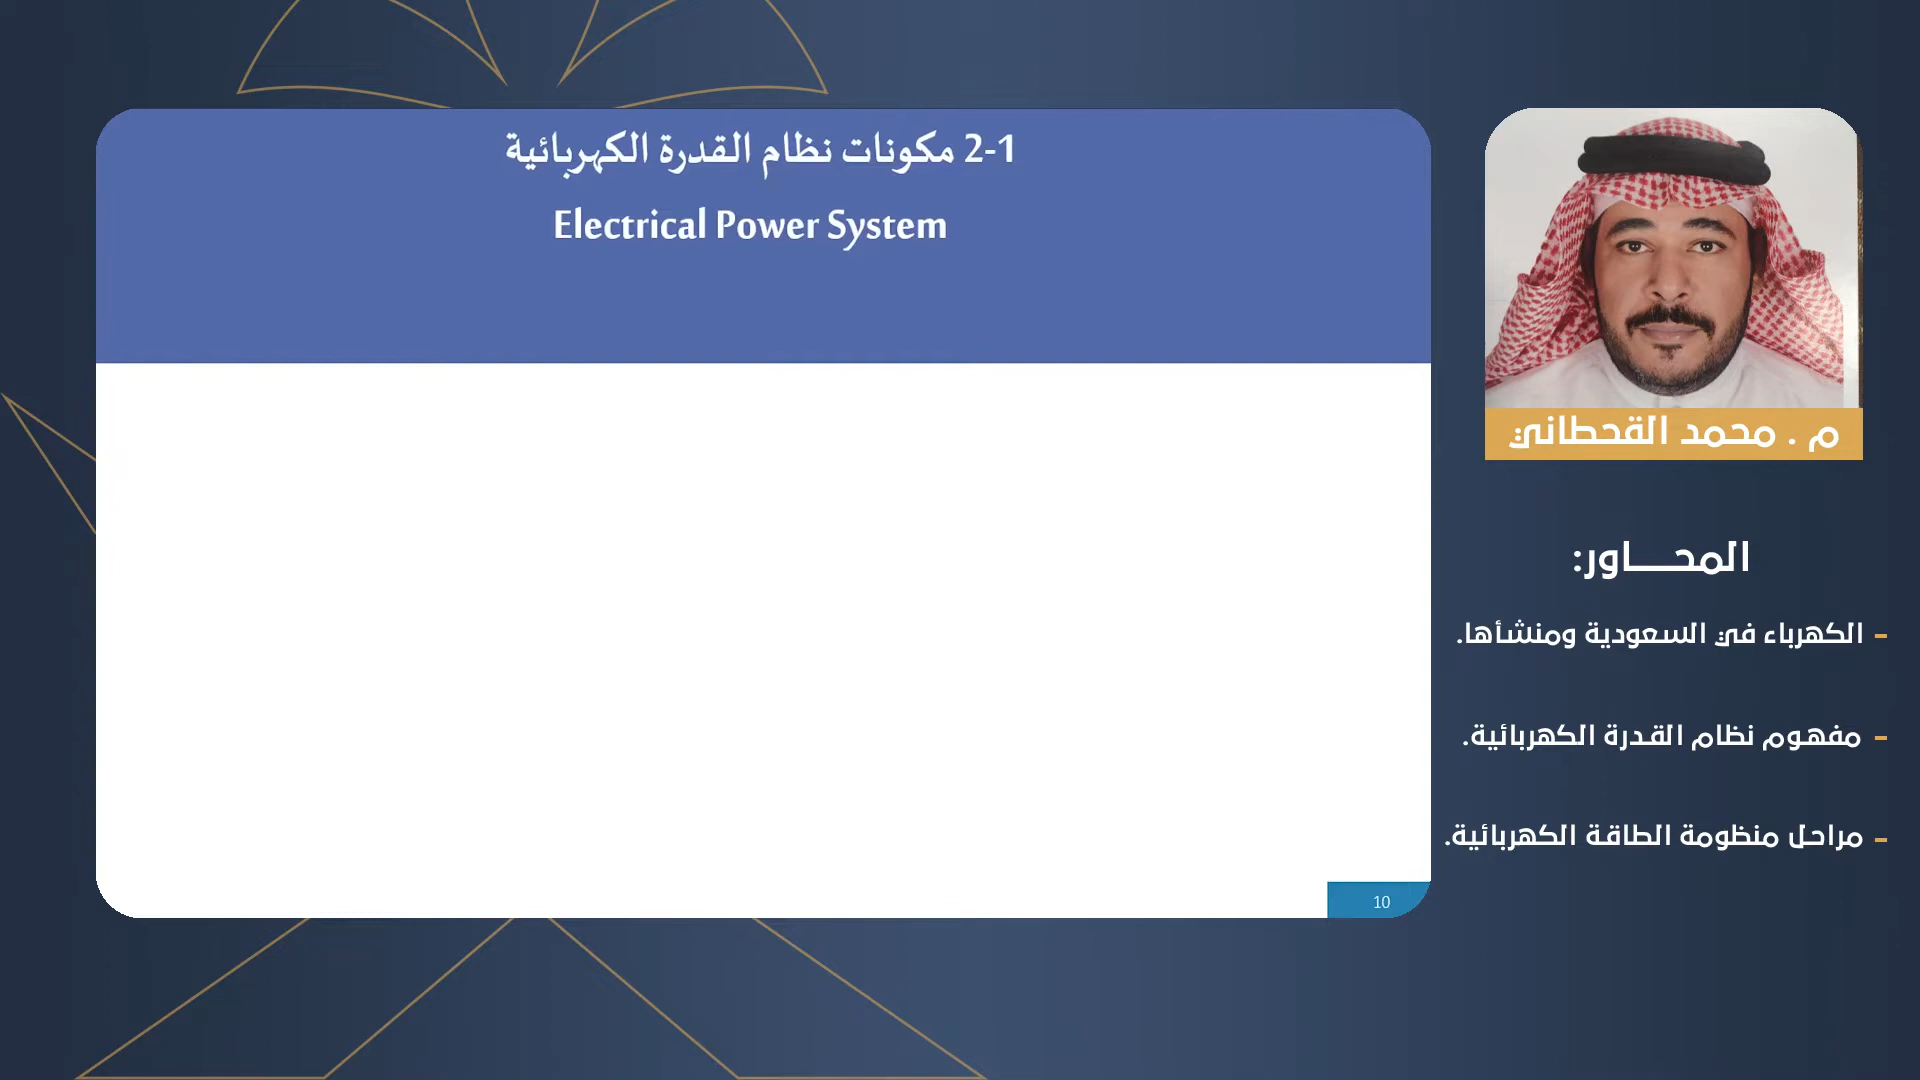 2-1 مكونات نظام القدرة الكهربائية
Electrical Power System
10
م . محمد القحطاني
المحــــاور:
- الكهرباء في السعودية ومنشأها.
- مفهوم نظام القدرة الكهربائية.
- مراحل منظومة الطاقة الكهربائية.